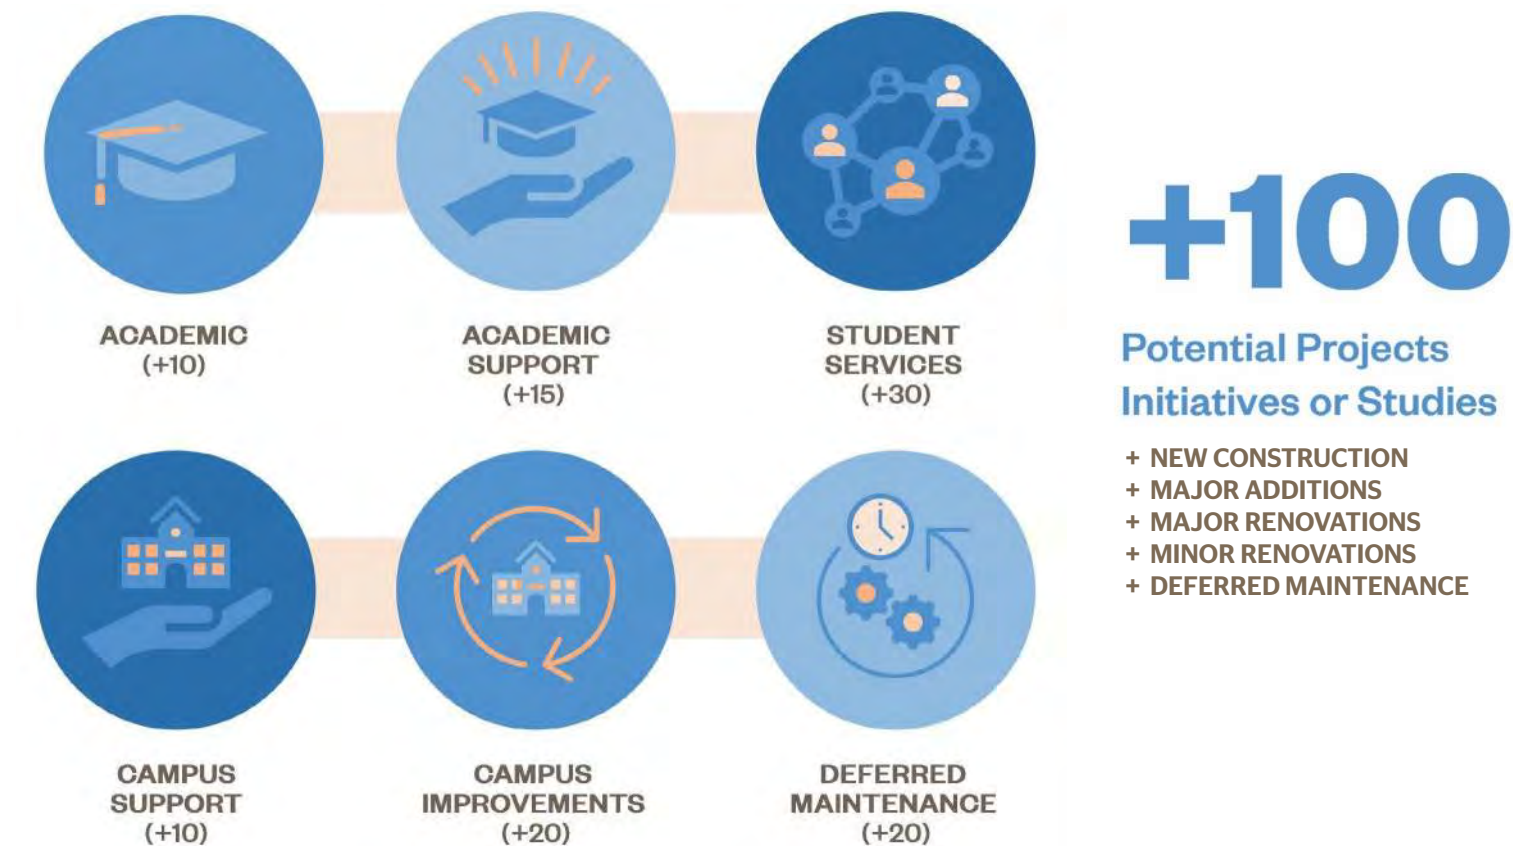 ACADEMIC
(+10)
ACADEMIC
SUPPORT
(+15)
STUDENT
SERVICES
(+30)
CAMPUS
SUPPORT
(+10)
CAMPUS
IMPROVEMENTS
(+20)
DEFERRED
MAINTENANCE
(+20)
+100
Potential Projects
Initiatives or Studies
+ NEW CONSTRUCTION
+ MAJOR ADDITIONS
+ MAJOR RENOVATIONS
+ MINOR RENOVATIONS
+ DEFERRED MAINTENANCE